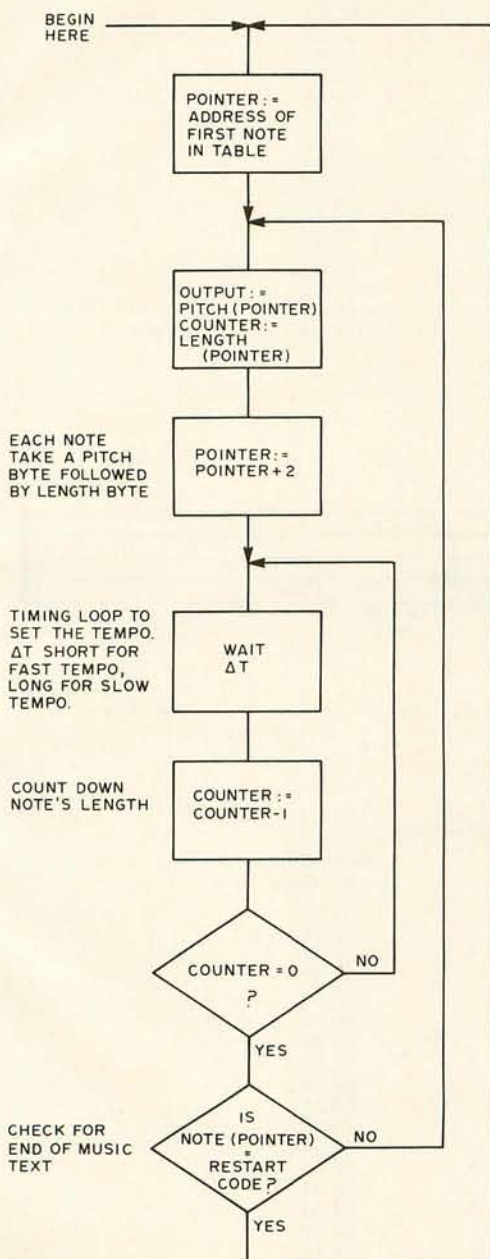 BEGIN
HERE
POINTER :=
ADDRESS OF
FIRST NOTE
IN TABLE
OUTPUT :=
PITCH (POINTER)
COUNTER :=
LENGTH
(POINTER)
EACH NOTE
TAKE A PITCH
BYTE FOLLOWED
BY LENGTH BYTE
POINTER :=
POINTER + 2
TIMING LOOP TO
SET THE TEMPO.
ΔT SHORT FOR
FAST TEMPO,
LONG FOR SLOW
TEMPO.
WAIT
ΔT
COUNT DOWN
NOTE'S LENGTH
COUNTER :=
COUNTER-1
COUNTER = 0
?
NO
YES
CHECK FOR
END OF MUSIC
TEXT
IS
NOTE (POINTER)
=
RESTART
CODE?
NO
YES